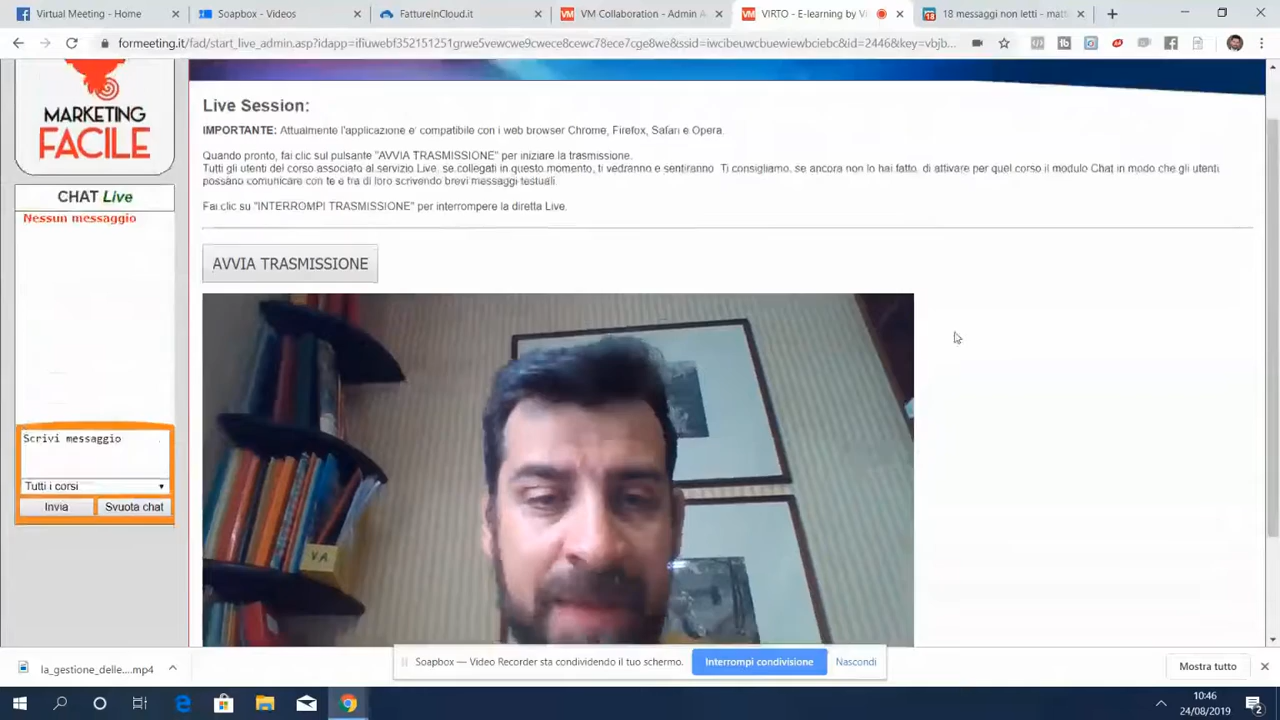 Virtual Meeting - Home
Soapbox - Videos
FattureInCloud.it
VM Collaboration - Admin A
VIRTO - E-learning by Vi
18 messaggi non letti - matt
formeeting.it/fad/start_live_admin.asp?idapp=ifiuwebf352151251grwe5vewcwe9cwece8cewc78ece7cge8we&ssid=iwcibeuwcbuewiewbciebc&id=2446&key=vbjb...
MARKETING
FACILE
CHAT Live
Nessun messaggio
Scrivi messaggio
Tutti i corsi
Invia
Svuota chat
Live Session:
IMPORTANTE: Attualmente l'applicazione e' compatibile con i web browser Chrome, Firefox, Safari e Opera.
Quando pronto, fai clic sul pulsante "AVVIA TRASMISSIONE" per iniziare la trasmissione.
Tutti gli utenti del corso associato al servizio Live, se collegati in questo momento, ti vedranno e sentiranno. Ti consigliamo, se ancora non lo hai fatto, di attivare per quel corso il modulo Chat in modo che gli utenti
possano comunicare con te e tra di loro scrivendo brevi messaggi testuali.
Fai clic su "INTERROMPI TRASMISSIONE" per interrompere la diretta Live.
AVVIA TRASMISSIONE
V.A.
Soapbox — Video Recorder sta condividendo il tuo schermo.
Interrompi condivisione
Nascondi
la_gestione_delle....mp4
Mostra tutto
10:46
24/08/2019
2